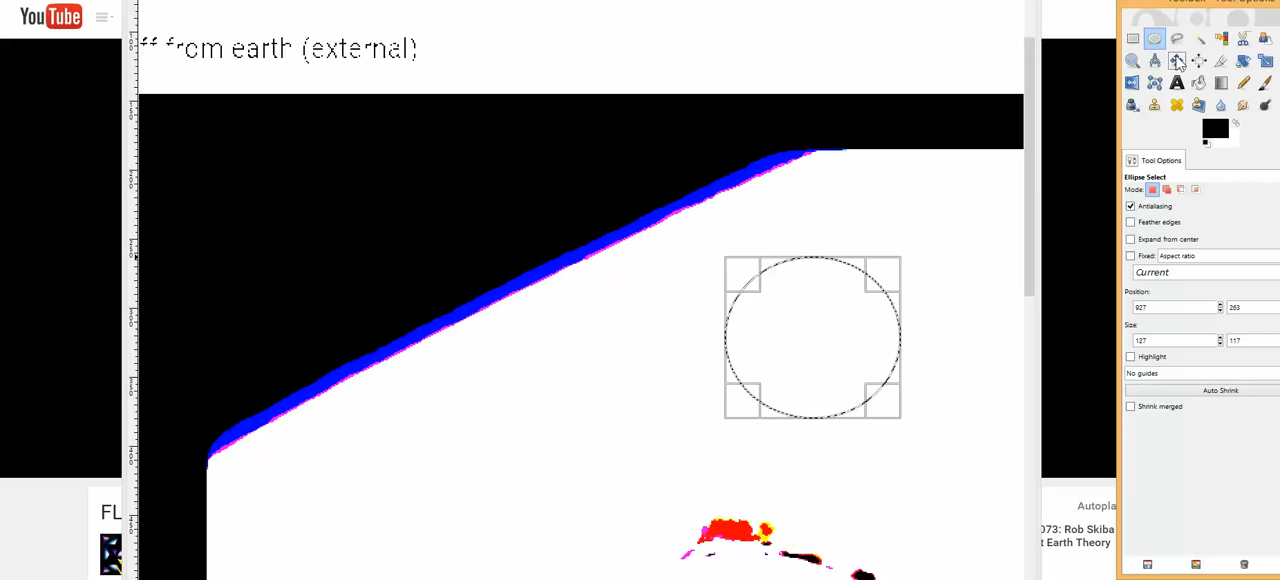 YouTube
ff from earth (external)
FL
Autopla
073: Rob Skiba
t Earth Theory
Tool Options
Ellipse Select
Mode:
Antialiasing
Feather edges
Expand from center
Fixed: Aspect ratio
Current
Position:
927 263
Size:
127 117
Highlight
No guides
Auto Shrink
Shrink merged